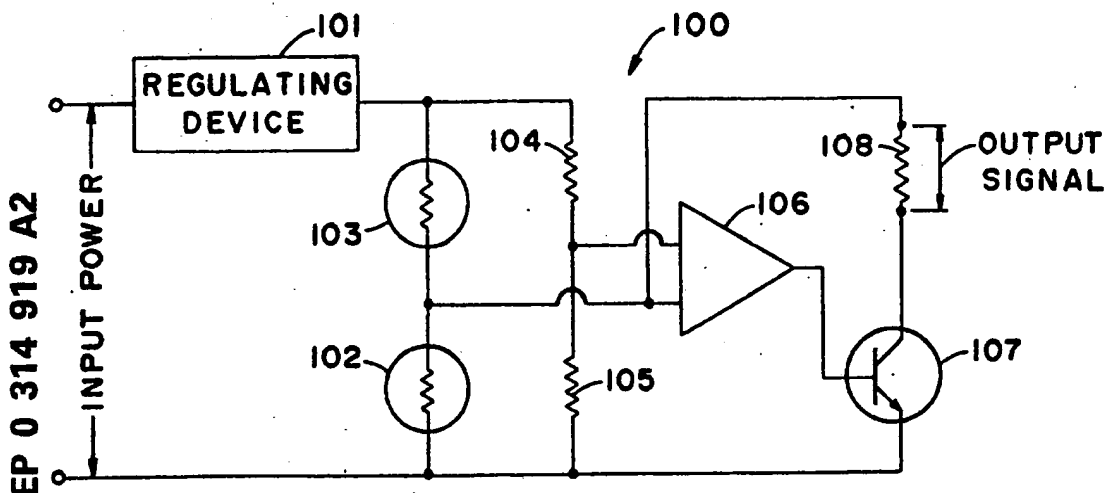 101
100
REGULATING
DEVICE
104
108
OUTPUT
SIGNAL
106
103
INPUT POWER
102
105
107
EP 0 314 919 A2